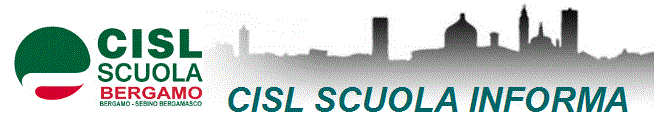 CISL
SCUOLA
BERGAMO
BERGAMO - SEBINO BERGAMASCO
CISL SCUOLA INFORMA